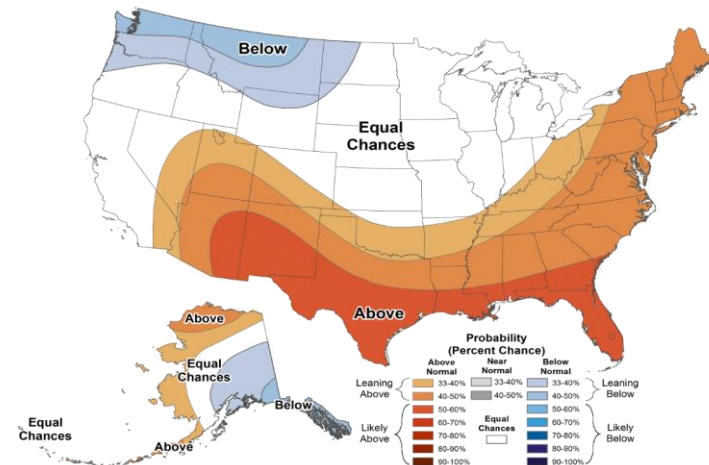 Below
Equal
Chances
Above
Above
Equal
Chances
Below
Equal
Chances
Above
Probability
(Percent Chance)
Above
Normal
Near
Normal
Below
Normal
Leaning
Above
33-40%
33-40%
33-40%
Leaning
Below
40-50%
40-50%
40-50%
Likely
Above
50-60%
60-70%
70-80%
80-90%
90-100%
Equal
Chances
50-60%
60-70%
70-80%
80-90%
90-100%
Likely
Below